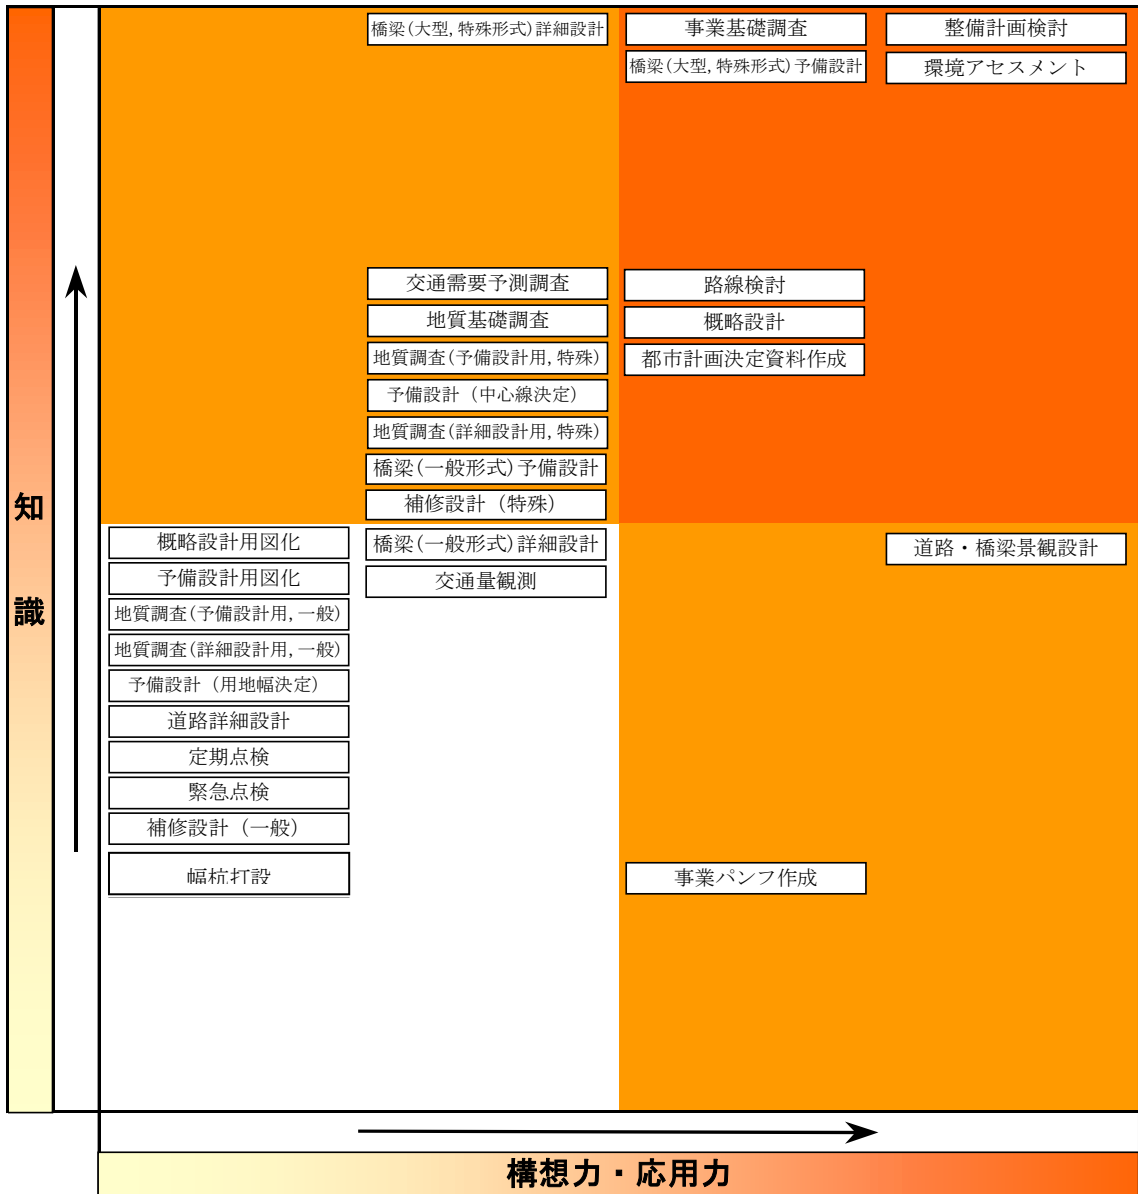 橋梁(大型,特殊形式)詳細設計
事業基礎調査
整備計画検討
橋梁(大型,特殊形式)予備設計
環境アセスメント
交通需要予測調査
路線検討
地質基礎調査
概略設計
地質調査(予備設計用,特殊)
都市計画決定資料作成
予備設計（中心線決定）
地質調査(詳細設計用,特殊)
橋梁(一般形式)予備設計
補修設計（特殊）
知
識
概略設計用図化
橋梁(一般形式)詳細設計
道路・橋梁景観設計
予備設計用図化
交通量観測
地質調査(予備設計用,一般)
地質調査(詳細設計用,一般)
予備設計（用地幅決定）
道路詳細設計
定期点検
緊急点検
補修設計（一般）
幅杭打設
事業パンフ作成
構想力・応用力